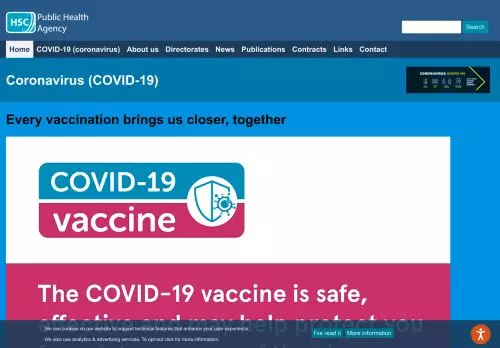 HSC Public Health
Agency
Search
Home COVID-19 (coronavirus) About us Directorates News Publications Contracts Links Contact
Coronavirus (COVID-19)
CORONAVIRUS (COVID-19)
Every vaccination brings us closer, together
COVID-19
vaccine
The COVID-19 vaccine is safe,
effective and may help protect you
We use cookies on our website to support technical features that enhance your user experience.
We also use analytics & advertising services. To opt-out click for more information.
I've read it More information